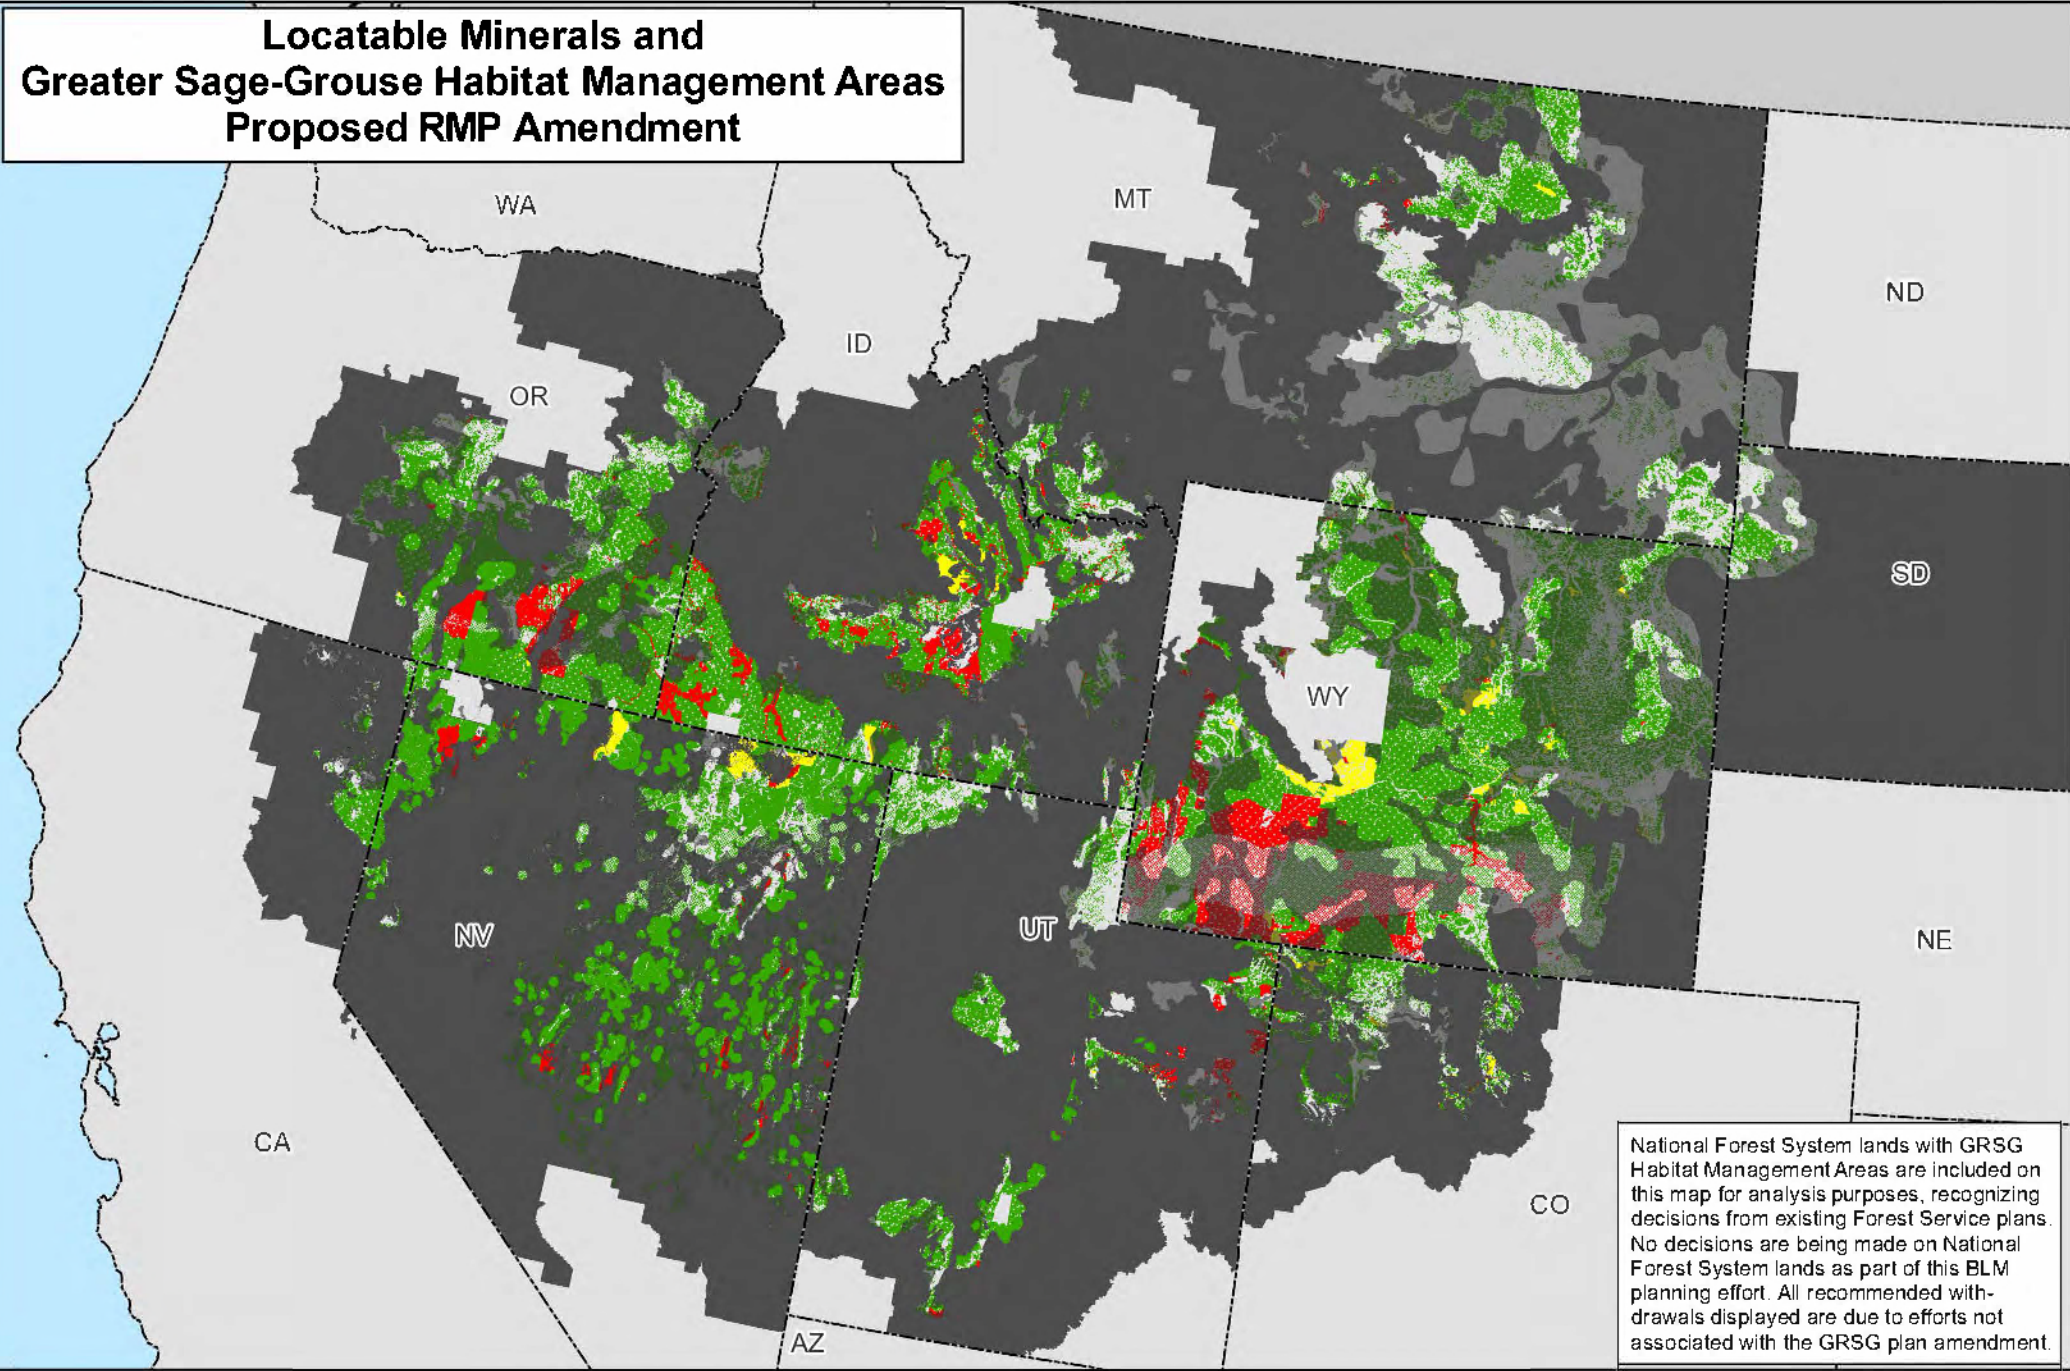 Locatable Minerals and
Greater Sage-Grouse Habitat Management Areas
Proposed RMP Amendment
WA
MT
ND
ID
OR
SD
WY
NV
UT
NE
CA
CO
AZ
National Forest System lands with GRSG
Habitat Management Areas are included on
this map for analysis purposes, recognizing
decisions from existing Forest Service plans.
No decisions are being made on National
Forest System lands as part of this BLM
planning effort. All recommended with-
drawals displayed are due to efforts not
associated with the GRSG plan amendment.